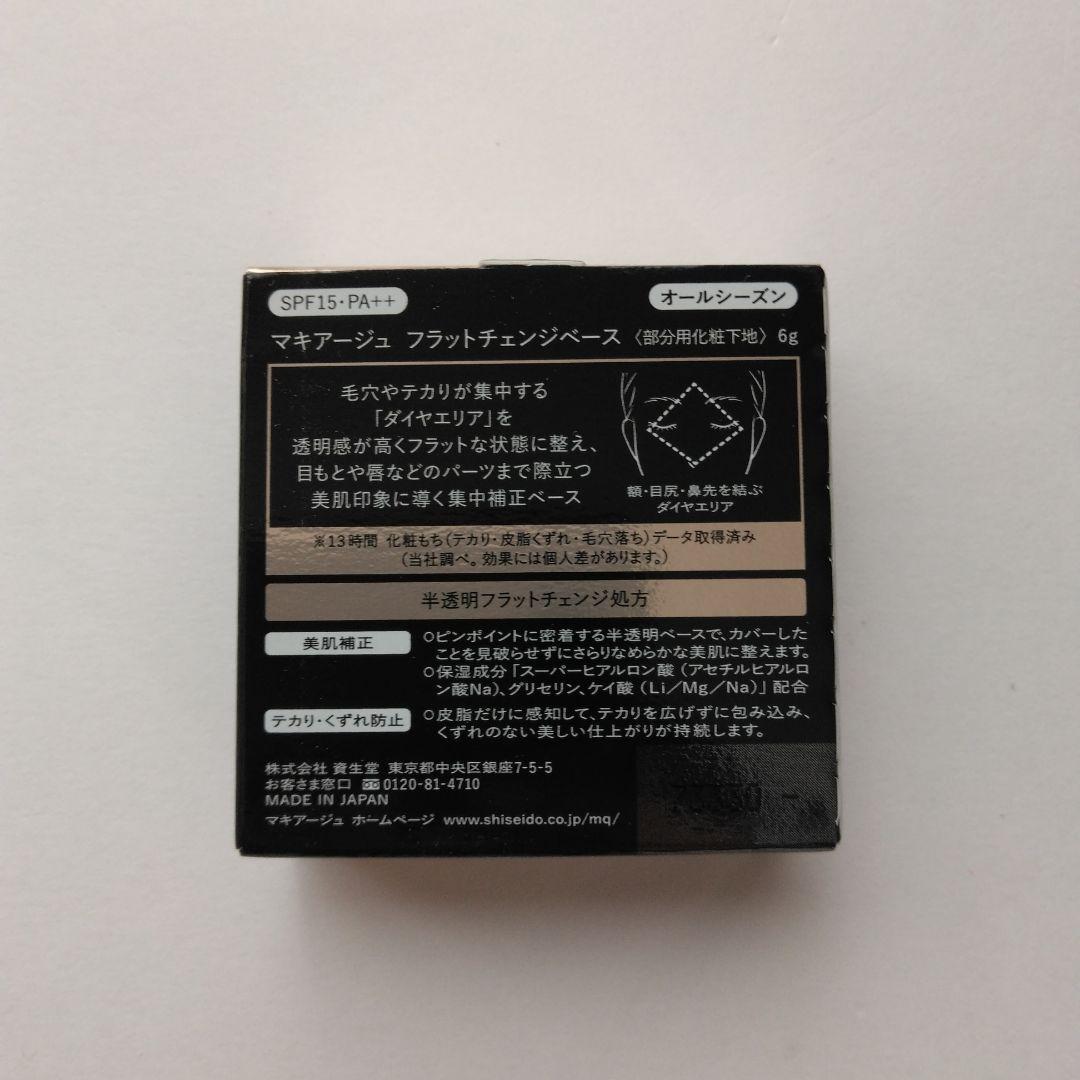 SPF15・PA++
オールシーズン
マキアージュ フラットチェンジベース 〈部分用化粧下地〉 6g
毛穴やテカりが集中する
「ダイヤエリア」を
透明感が高くフラットな状態に整え、
目もとや唇などのパーツまで際立つ
美肌印象に導く集中補正ベース
額・目尻・鼻先を結ぶ
ダイヤエリア
※13時間 化粧もち（テカり・皮脂くずれ・毛穴落ち）データ取得済み
（当社調べ。効果には個人差があります。）
半透明フラットチェンジ処方
美肌補正
○ピンポイントに密着する半透明ベースで、カバーした
ことを見破らせずにさらりなめらかな美肌に整えます。
○保湿成分「スーパーヒアルロン酸（アセチルヒアルロ
ン酸Na）、グリセリン、ケイ酸（Li／Mg／Na）」配合
テカり・くずれ防止
○皮脂だけに感知して、テカりを広げずに包み込み、
くずれのない美しい仕上がりが持続します。
株式会社 資生堂 東京都中央区銀座7-5-5
お客さま窓口 0120-81-4710
MADE IN JAPAN
マキアージュ ホームページ www.shiseido.co.jp/mq/